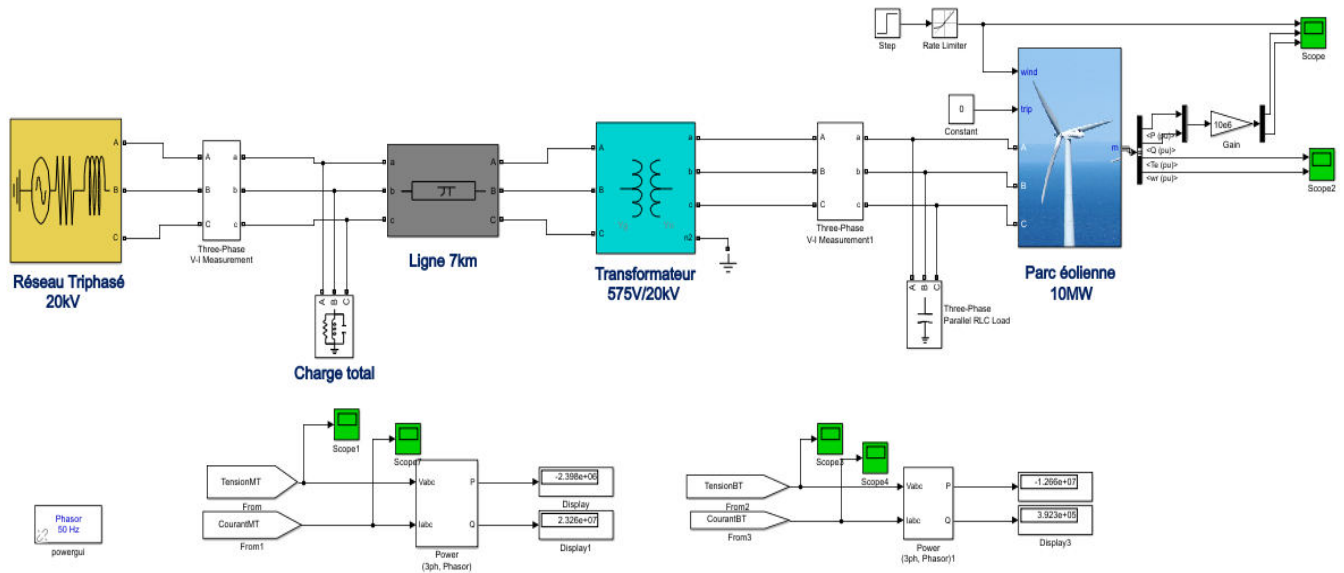 Step
Rate Limiter
Scope
wind
trip
0
Constant
A
B
C
m
<P (pu)>
<Q (pu)>
<Te (pu)>
<wr (pu)>
10e6
Gain
Scope2
Parc éolienne
10MW
A
B
C
Réseau Triphasé
20kV
A
B
C
a
b
c
Three-Phase
V-I Measurement
A
B
C
Charge total
a
b
c
A
B
C
Ligne 7km
A
B
C
a
b
c
n2
Transformateur
575V/20kV
A
B
C
a
b
c
Three-Phase
V-I Measurement1
A
B
C
Three-Phase
Parallel RLC Load
Scope1
Scope7
TensionMT
From
CourantMT
From1
Vabc
Iabc
P
Q
Power
(3ph, Phasor)
-2.398e+06
Display
2.326e+07
Display1
Scope3
Scope4
TensionBT
From2
CourantBT
From3
Vabc
Iabc
P
Q
Power
(3ph, Phasor)1
-1.266e+07
3.923e+05
Display3
Phasor
50 Hz
powergui